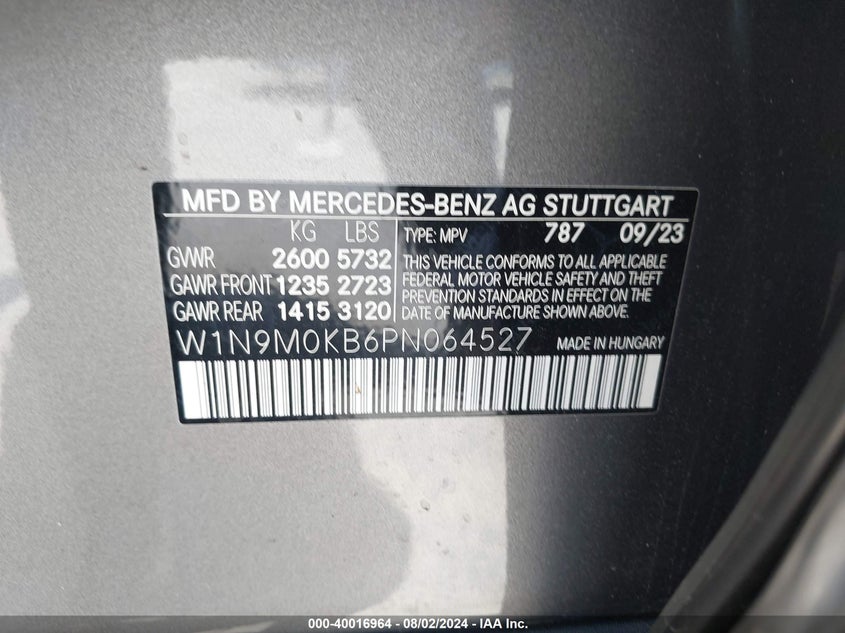 MFD BY MERCEDES-BENZ AG STUTTGART
KG LBS
GVWR 2600 5732
GAWR FRONT 1235 2723
GAWR REAR 1415 3120
TYPE: MPV 787 09/23
THIS VEHICLE CONFORMS TO ALL APPLICABLE
FEDERAL MOTOR VEHICLE SAFETY AND THEFT
PREVENTION STANDARDS IN EFFECT ON THE
DATE OF MANUFACTURE SHOWN ABOVE.
W1N9M0KB6PN064527 MADE IN HUNGARY
000-40016964 - 08/02/2024 - © IAA Inc.